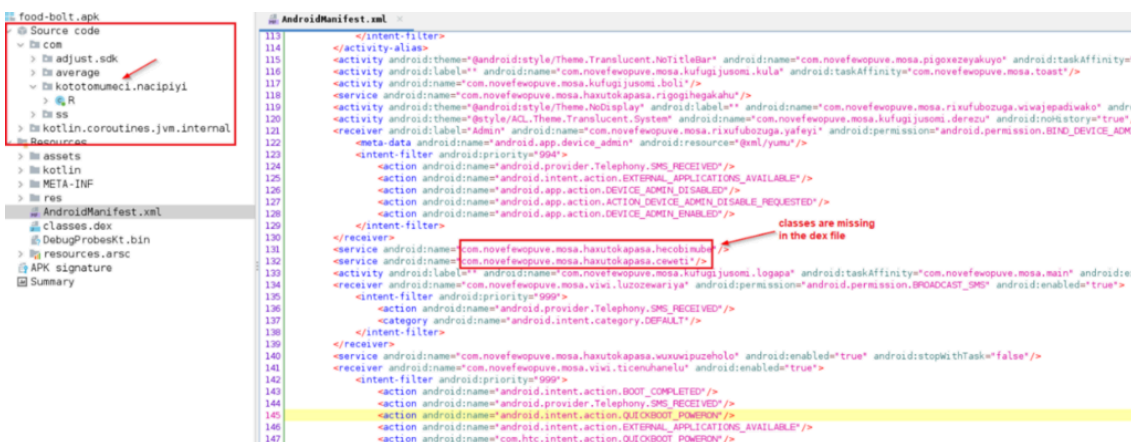 food-bolt.apk
Source code
com
adjust.sdk
average
kototomumeci.nacipiyi
R
ss
kotlin.coroutines.jvm.internal
Resources
assets
kotlin
META-INF
res
AndroidManifest.xml
classes.dex
DebugProbesKt.bin
resources.arsc
APK signature
Summary
AndroidManifest.xml ×
113 </intent-filter>
114 </activity-alias>
115 <activity android:theme="@android:style/Theme.Translucent.NoTitleBar" android:name="com.novefewopuve.mosa.pigoxezeyakuyo" android:taskAffinity=
116 <activity android:label="" android:name="com.novefewopuve.mosa.kufugijusomi.kula" android:taskAffinity="com.novefewopuve.mosa.toast"/>
117 <activity android:name="com.novefewopuve.mosa.kufugijusomi.boli"/>
118 <service android:name="com.novefewopuve.mosa.haxutokapasa.rigogihegakahu"/>
119 <activity android:theme="@android:style/Theme.NoDisplay" android:label="" android:name="com.novefewopuve.mosa.rixufubozuga.wiwajepadiwako" andro
120 <activity android:theme="@style/ACL.Theme.Translucent.System" android:name="com.novefewopuve.mosa.kufugijusomi.derezu" android:noHistory="true"
121 <receiver android:label="Admin" android:name="com.novefewopuve.mosa.rixufubozuga.yafeyi" android:permission="android.permission.BIND_DEVICE_ADM
122 <meta-data android:name="android.app.device_admin" android:resource="@xml/yumu"/>
123 <intent-filter android:priority="994">
124 <action android:name="android.provider.Telephony.SMS_RECEIVED"/>
125 <action android:name="android.intent.action.EXTERNAL_APPLICATIONS_AVAILABLE"/>
126 <action android:name="android.app.action.DEVICE_ADMIN_DISABLED"/>
127 <action android:name="android.app.action.ACTION_DEVICE_ADMIN_DISABLE_REQUESTED"/>
128 <action android:name="android.app.action.DEVICE_ADMIN_ENABLED"/>
129 </intent-filter>
130 </receiver>
classes are missing
in the dex file
131 <service android:name="com.novefewopuve.mosa.haxutokapasa.hecobimube"/>
132 <service android:name="com.novefewopuve.mosa.haxutokapasa.ceweti"/>
133 <activity android:label="" android:name="com.novefewopuve.mosa.kufugijusomi.logapa" android:taskAffinity="com.novefewopuve.mosa.main" android:e
134 <receiver android:name="com.novefewopuve.mosa.viwi.luzozewariya" android:permission="android.permission.BROADCAST_SMS" android:enabled="true">
135 <intent-filter android:priority="999">
136 <action android:name="android.provider.Telephony.SMS_RECEIVED"/>
137 <category android:name="android.intent.category.DEFAULT"/>
138 </intent-filter>
139 </receiver>
140 <service android:name="com.novefewopuve.mosa.haxutokapasa.wuxuwipuzeholo" android:enabled="true" android:stopWithTask="false"/>
141 <receiver android:name="com.novefewopuve.mosa.viwi.ticenuhanelu" android:enabled="true">
142 <intent-filter android:priority="999">
143 <action android:name="android.intent.action.BOOT_COMPLETED"/>
144 <action android:name="android.provider.Telephony.SMS_RECEIVED"/>
145 <action android:name="android.intent.action.QUICKBOOT_POWERON"/>
146 <action android:name="android.intent.action.EXTERNAL_APPLICATIONS_AVAILABLE"/>
147 <action android:name="com.htc.intent.action.QUICKBOOT_POWERON"/>